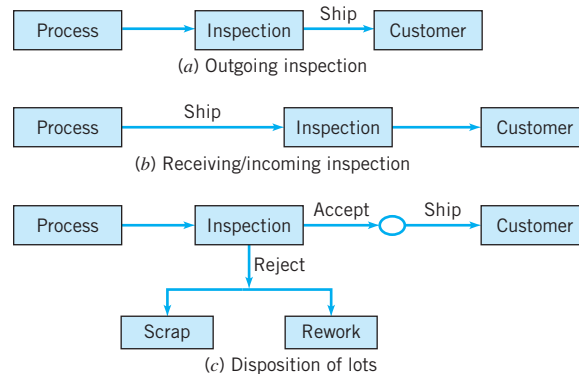 Ship
Process Inspection Customer
(a) Outgoing inspection
Ship
Process Inspection Customer
(b) Receiving/incoming inspection
Accept Ship
Process Inspection Customer
Reject
Scrap Rework
(c) Disposition of lots